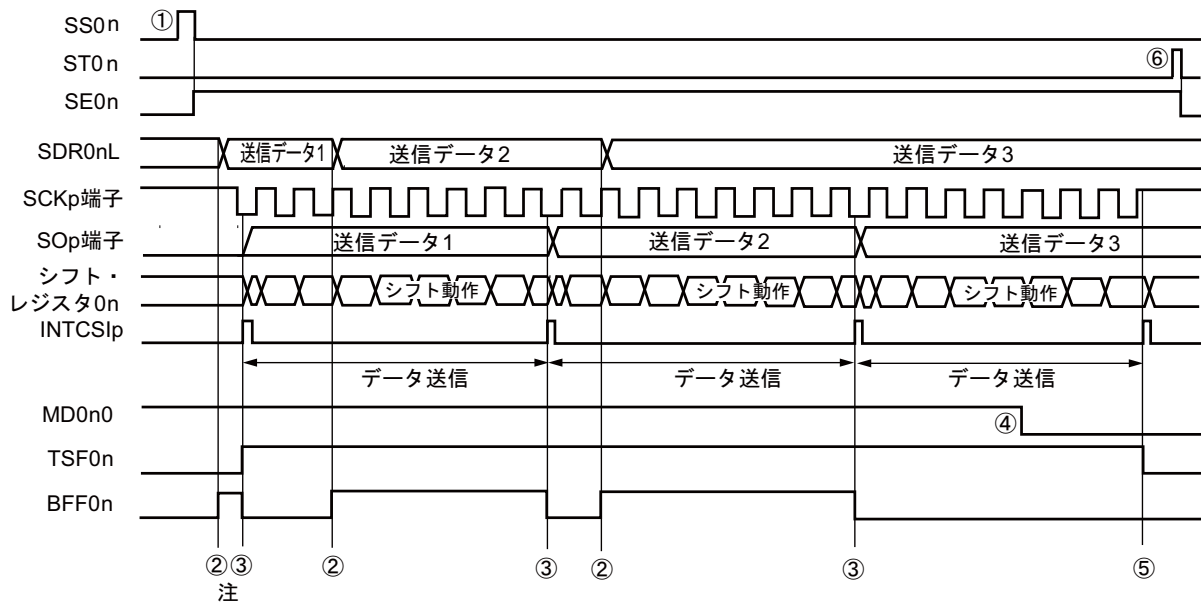 SS0n ①
ST0n ⑥
SE0n
SDR0nL 送信データ1 送信データ2 送信データ3
SCKp端子
SOp端子 送信データ1 送信データ2 送信データ3
シフト・
レジスタ0n シフト動作 シフト動作 シフト動作
INTCSIp
データ送信 データ送信 データ送信
MD0n0 ④
TSF0n
BFF0n
②③ ② ③ ② ③ ⑤
注